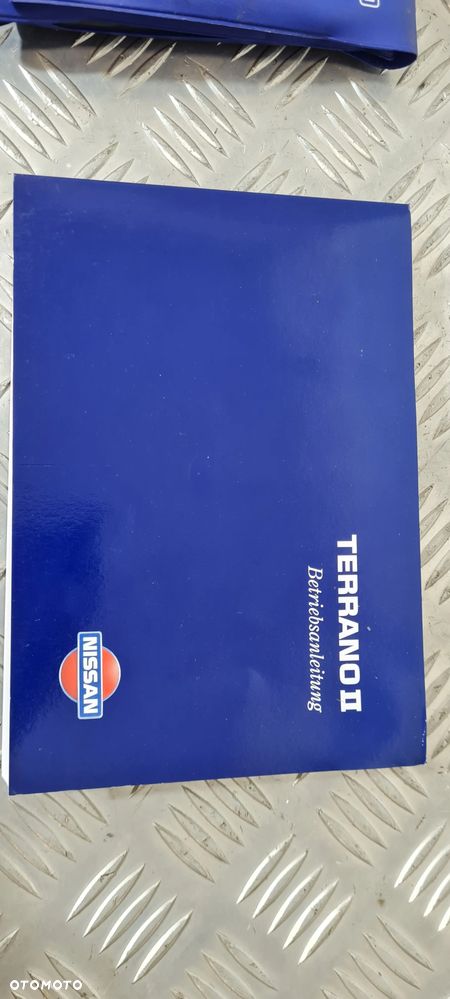 TERRANO II
Betriebsanleitung
NISSAN
OTOMOTO